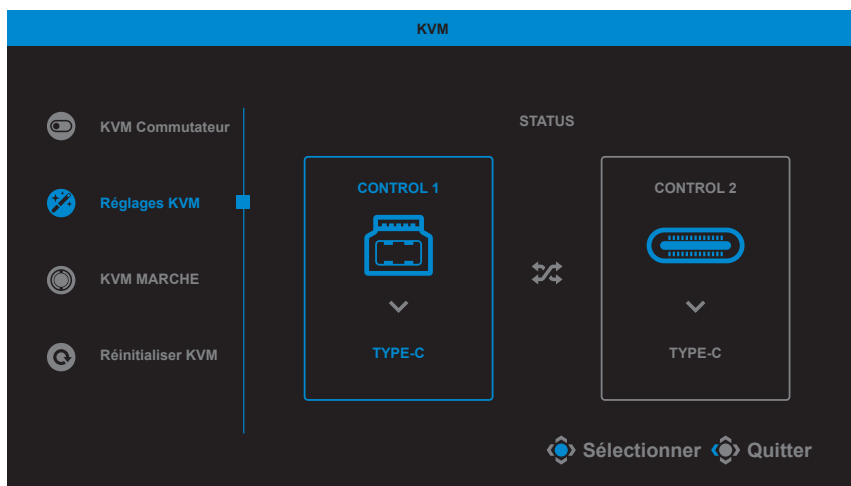 KVM
KVM Commutateur
Réglages KVM
KVM MARCHE
Réinitialiser KVM
STATUS
CONTROL 1
TYPE-C
CONTROL 2
TYPE-C
Sélectionner
Quitter